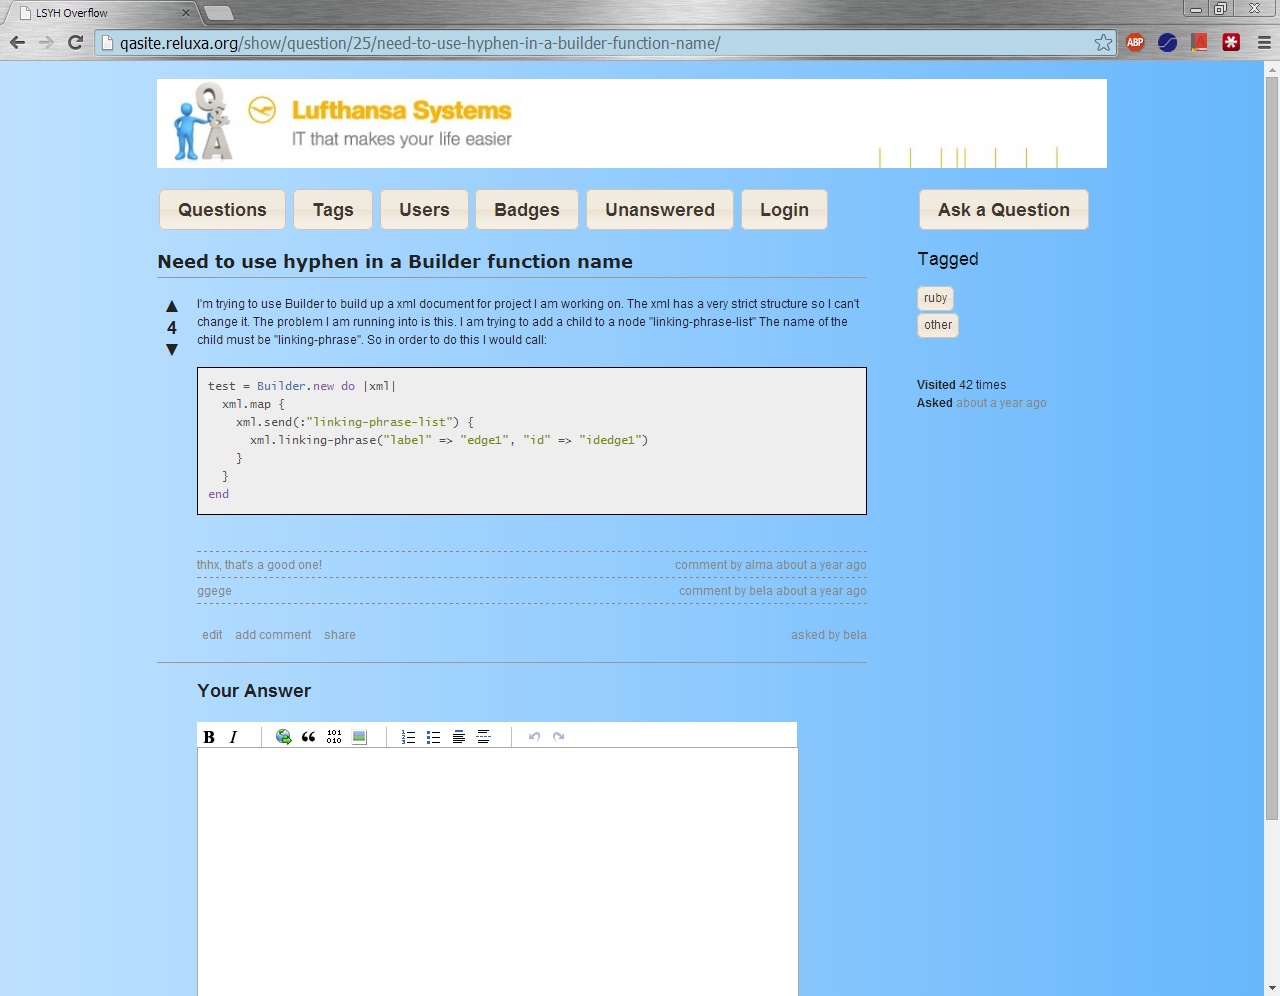 LSYH Overflow
qasite.reluxa.org/show/question/25/need-to-use-hyphen-in-a-builder-function-name/
ABP
Q&A
Lufthansa Systems
IT that makes your life easier
Questions Tags Users Badges Unanswered Login Ask a Question
Need to use hyphen in a Builder function name
Tagged
ruby
other
Visited 42 times
Asked about a year ago
4
I'm trying to use Builder to build up a xml document for project I am working on. The xml has a very strict structure so I can't
change it. The problem I am running into is this. I am trying to add a child to a node "linking-phrase-list" The name of the
child must be "linking-phrase". So in order to do this I would call:
test = Builder.new do |xml|
xml.map {
xml.send(:"linking-phrase-list") {
xml.linking-phrase("label" => "edge1", "id" => "idedge1")
}
}
end
thhx, that's a good one! comment by alma about a year ago
ggege comment by bela about a year ago
edit add comment share asked by bela
Your Answer
B I 101
010